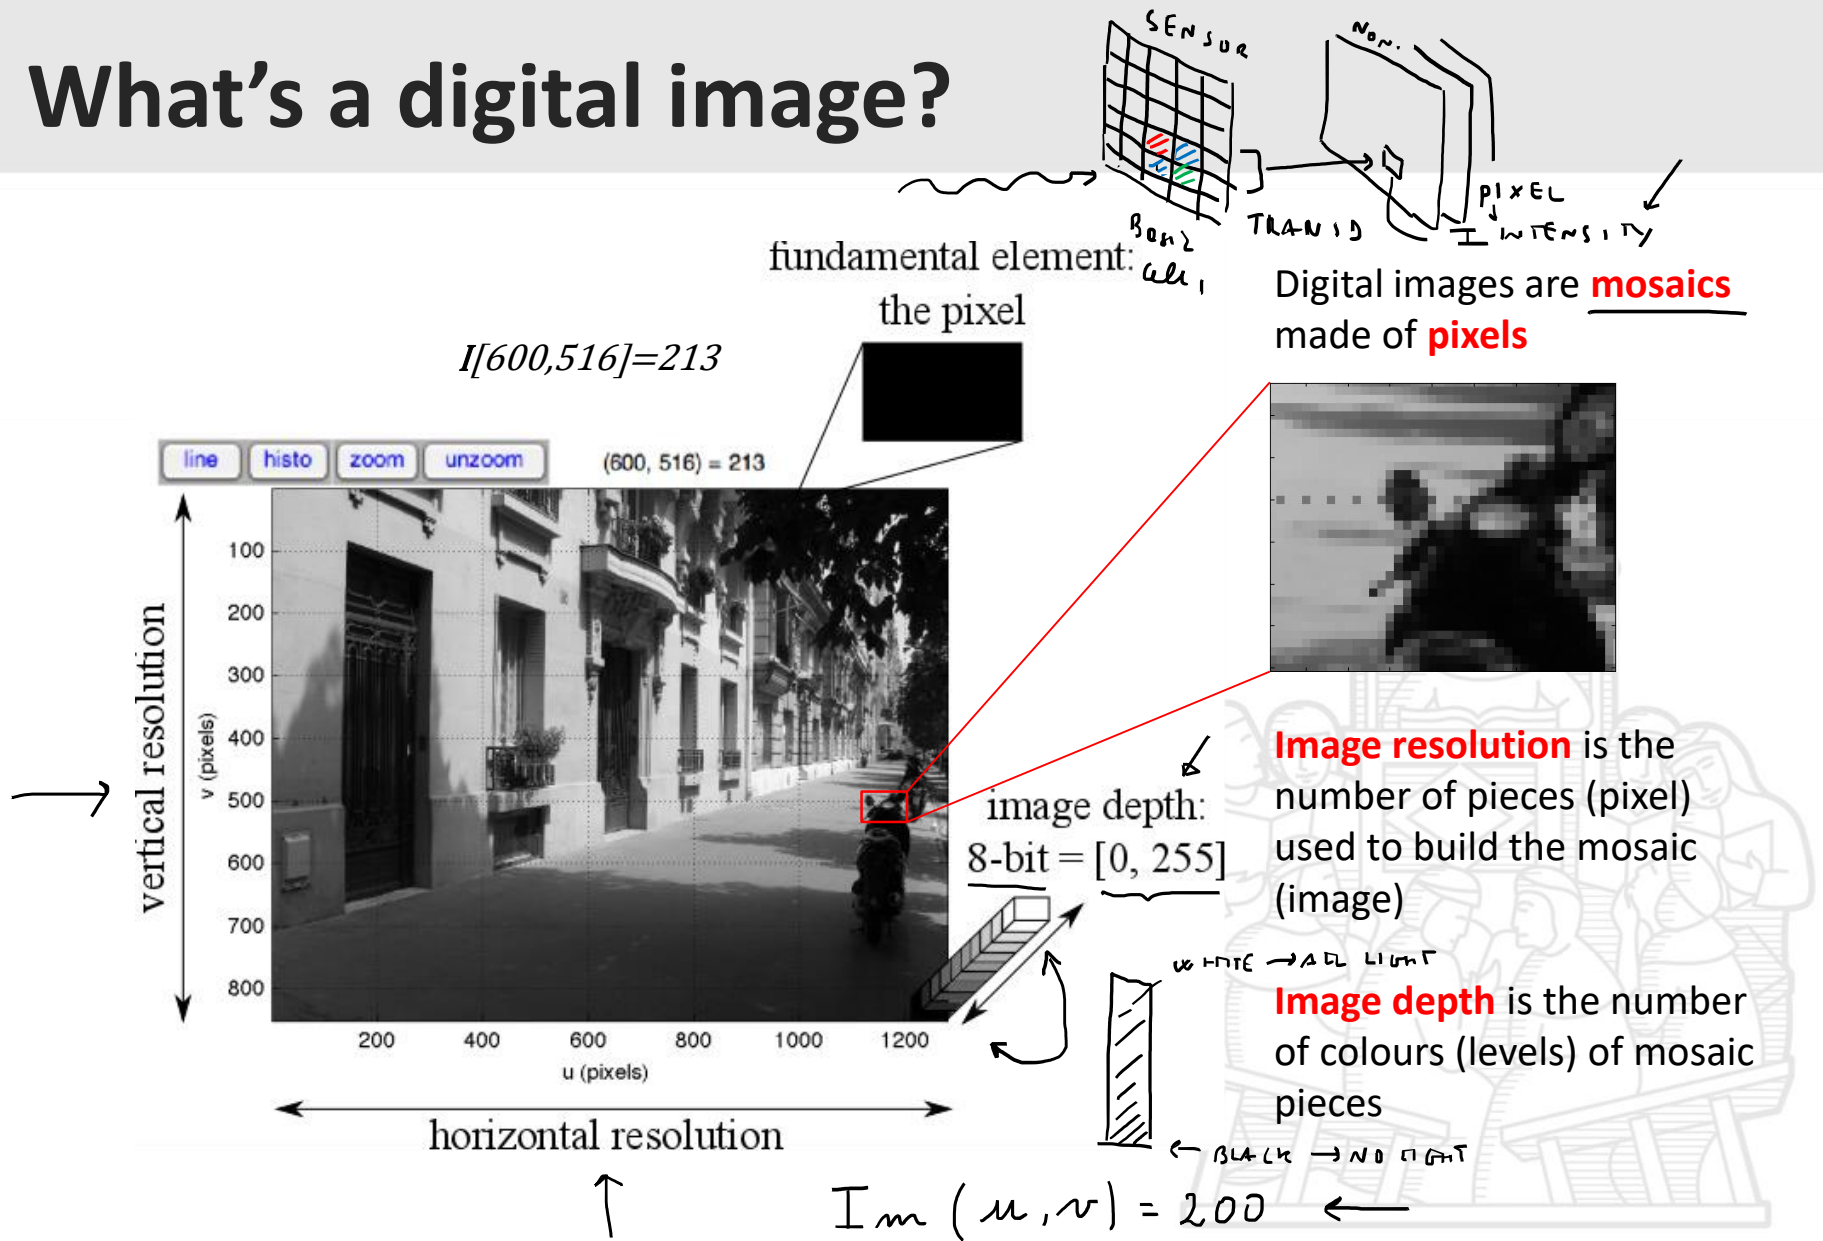 What's a digital image?
SENSOR
PIXEL
INTENSITY
fundamental element:
the pixel
Digital images are mosaics
made of pixels
I[600,516]=213
line histo zoom unzoom (600, 516) = 213
vertical resolution
v (pixels)
100
200
300
400
500
600
700
800
200 400 600 800 1000 1200
u (pixels)
horizontal resolution
image depth:
8-bit = [0, 255]
Image resolution is the
number of pieces (pixel)
used to build the mosaic
(image)
WHITE → ALL LIGHT
Image depth is the number
of colours (levels) of mosaic
pieces
← BLACK → NO LIGHT
Im (u, v) = 200 ←